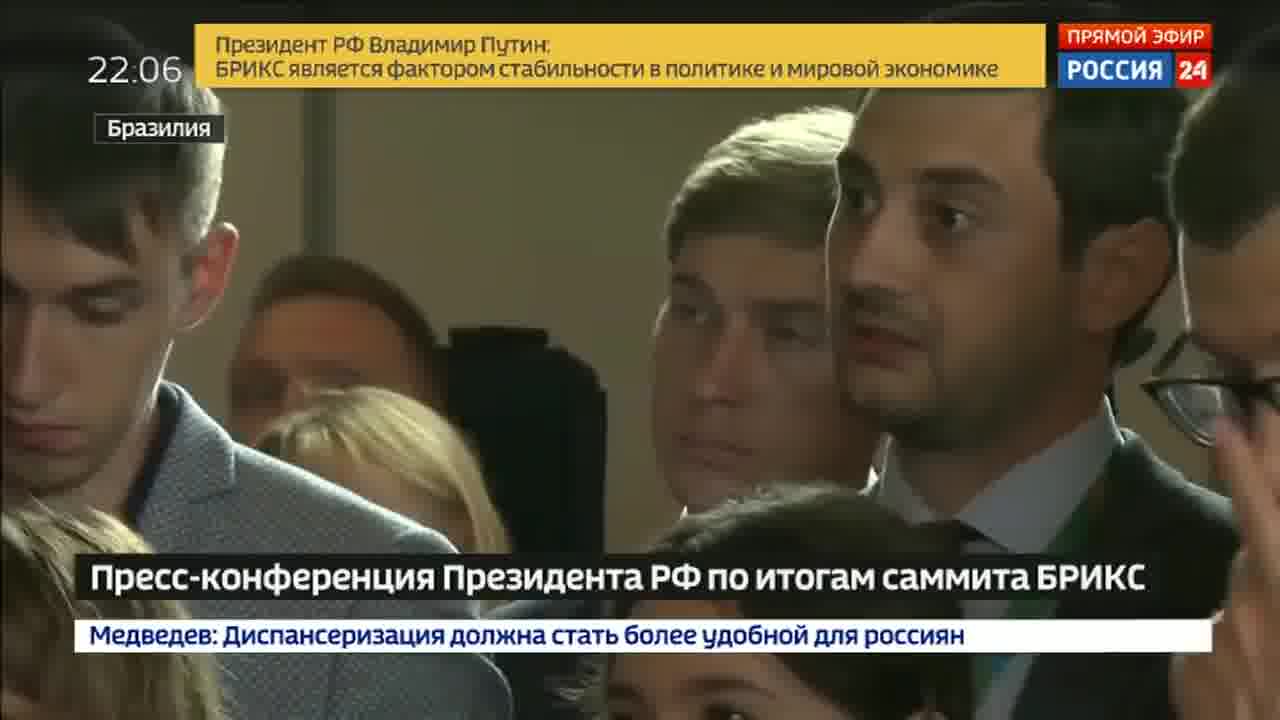 22:06
Президент РФ Владимир Путин:
БРИКС является фактором стабильности в политике и мировой экономике
ПРЯМОЙ ЭФИР
РОССИЯ 24
Бразилия
Пресс-конференция Президента РФ по итогам саммита БРИКС
Медведев: Диспансеризация должна стать более удобной для россиян